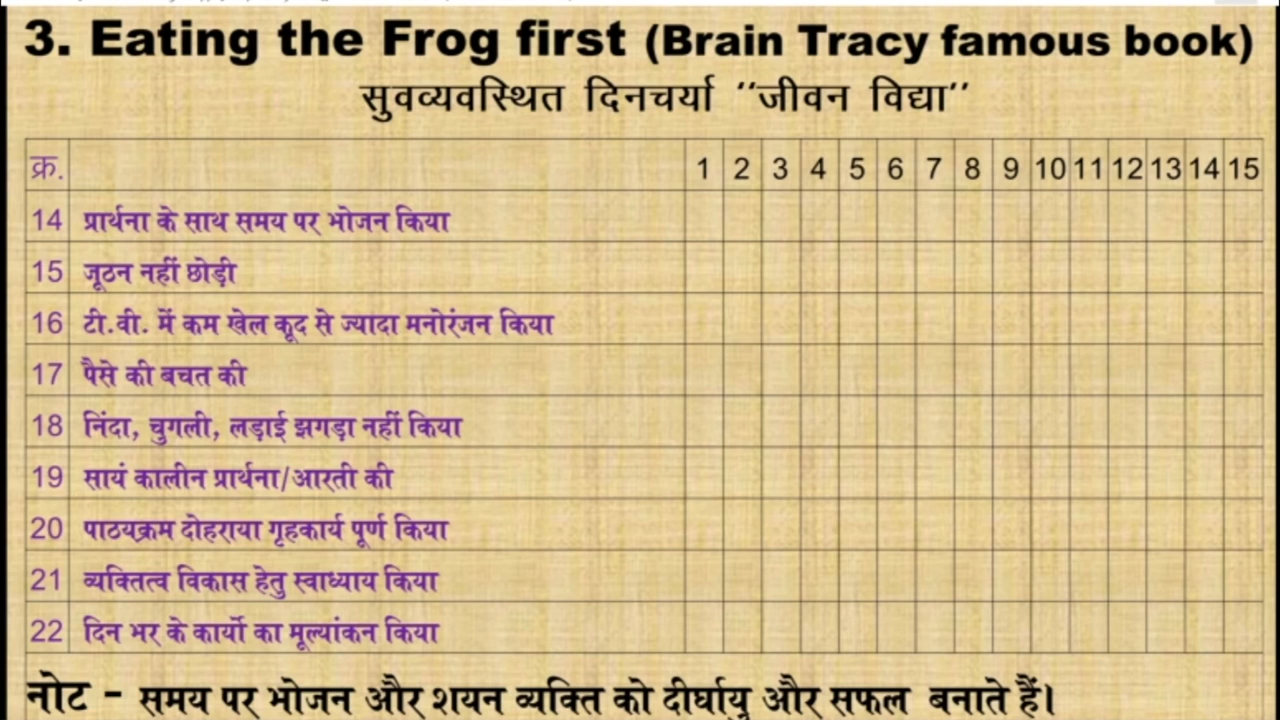 3. Eating the Frog first (Brain Tracy famous book)
सुवव्यवस्थित दिनचर्या ‘‘जीवन विद्या’’
क्र. 1 2 3 4 5 6 7 8 9 10 11 12 13 14 15
14 प्रार्थना के साथ समय पर भोजन किया
15 जूठन नहीं छोड़ी
16 टी.वी. में कम खेल कूद से ज्यादा मनोरंजन किया
17 पैसे की बचत की
18 निंदा, चुगली, लड़ाई झगड़ा नहीं किया
19 सायं कालीन प्रार्थना/आरती की
20 पाठयक्रम दोहराया गृहकार्य पूर्ण किया
21 व्यक्तित्व विकास हेतु स्वाध्याय किया
22 दिन भर के कार्यो का मूल्यांकन किया
नोट - समय पर भोजन और शयन व्यक्ति को दीर्घायु और सफल बनाते हैं।